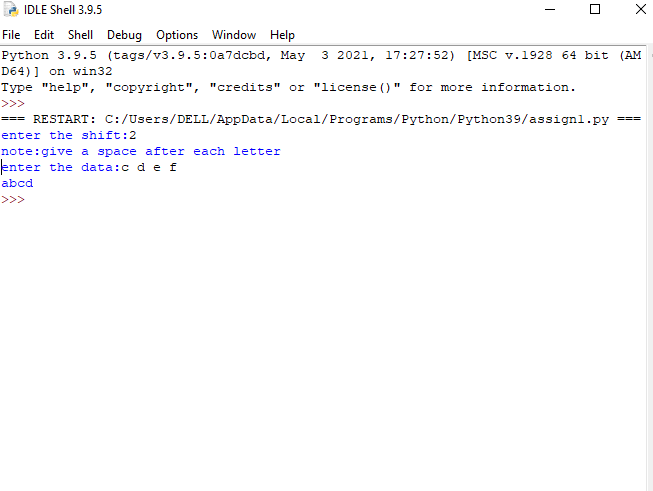 IDLE Shell 3.9.5
File Edit Shell Debug Options Window Help
Python 3.9.5 (tags/v3.9.5:0a7dcbd, May  3 2021, 17:27:52) [MSC v.1928 64 bit (AM
D64)] on win32
Type "help", "copyright", "credits" or "license()" for more information.
>>>
=== RESTART: C:/Users/DELL/AppData/Local/Programs/Python/Python39/assign1.py ===
enter the shift:2
note:give a space after each letter
enter the data:c d e f
abcd
>>>